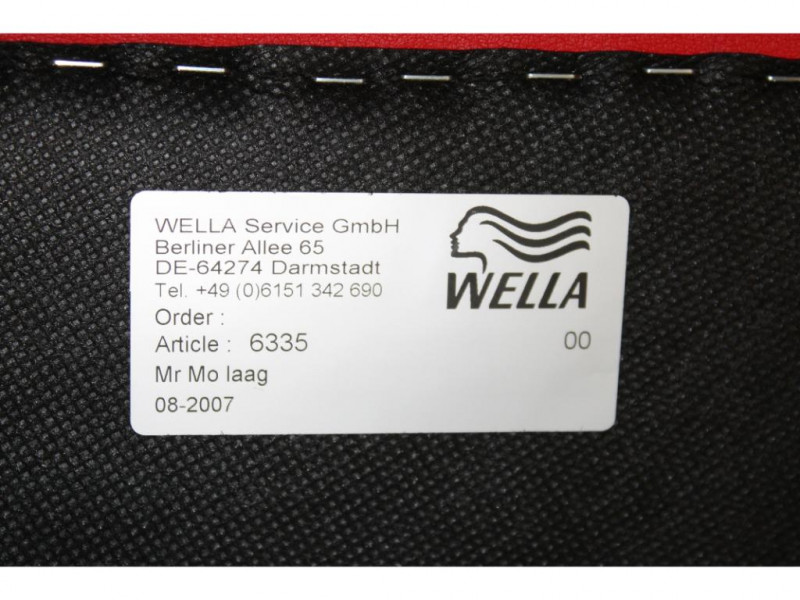 WELLA Service GmbH
Berliner Allee 65
DE-64274 Darmstadt
Tel. +49 (0)6151 342 690
Order :
Article : 6335
Mr Mo laag
08-2007
WELLA
00